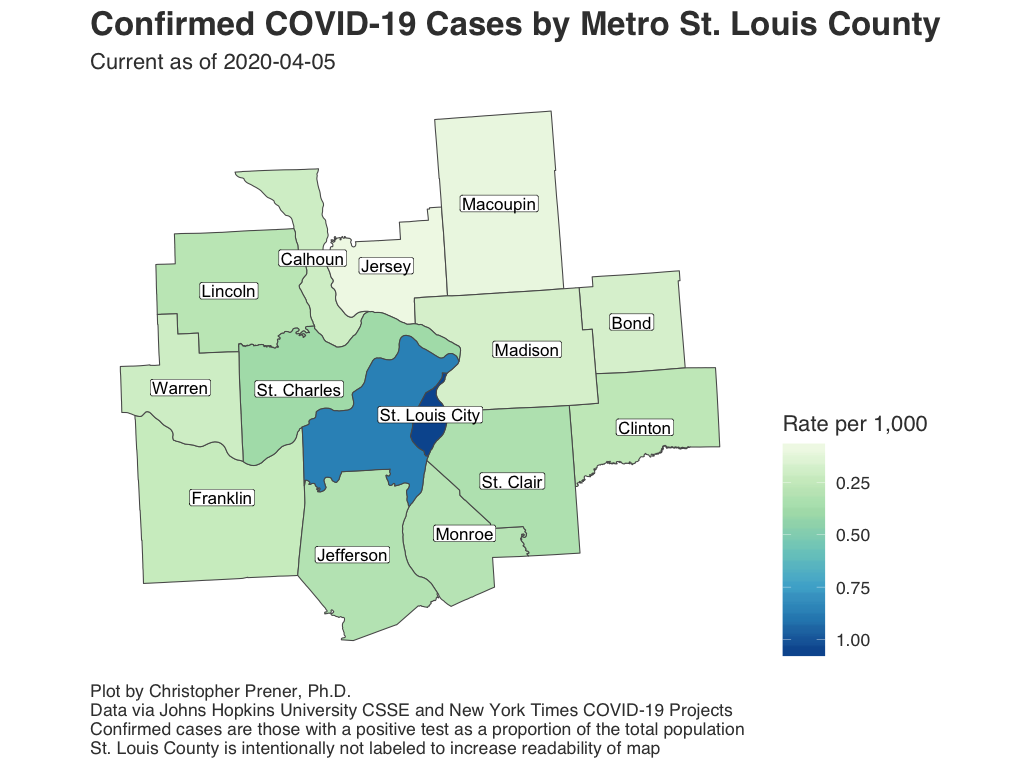 Confirmed COVID-19 Cases by Metro St. Louis County
Current as of 2020-04-05
Macoupin
Calhoun
Jersey
Lincoln
Bond
Madison
Warren
St. Charles
St. Louis City
Clinton
St. Clair
Franklin
Monroe
Jefferson
Rate per 1,000
0.25
0.50
0.75
1.00
Plot by Christopher Prener, Ph.D.
Data via Johns Hopkins University CSSE and New York Times COVID-19 Projects
Confirmed cases are those with a positive test as a proportion of the total population
St. Louis County is intentionally not labeled to increase readability of map